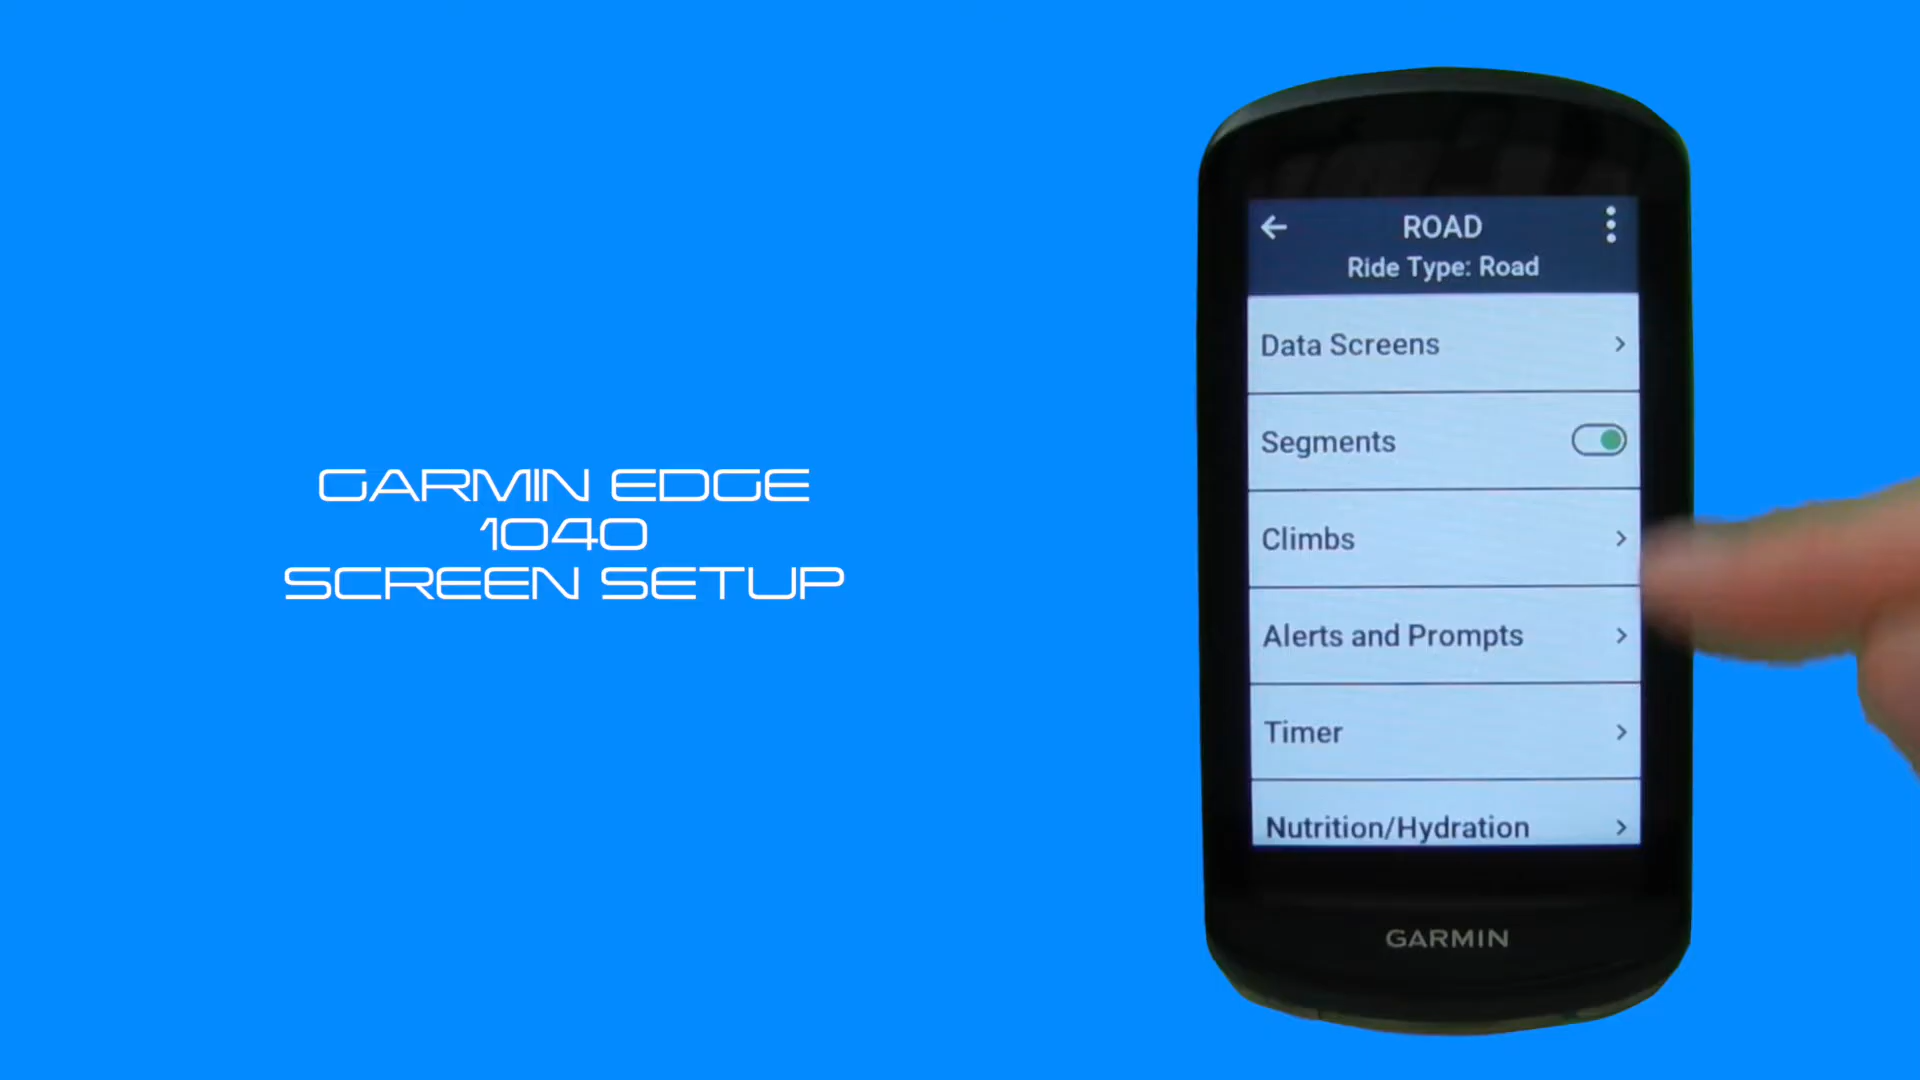 GARMIN EDGE
1040
SCREEN SETUP
ROAD
Ride Type: Road
Data Screens
Segments
Climbs
Alerts and Prompts
Timer
Nutrition/Hydration
GARMIN